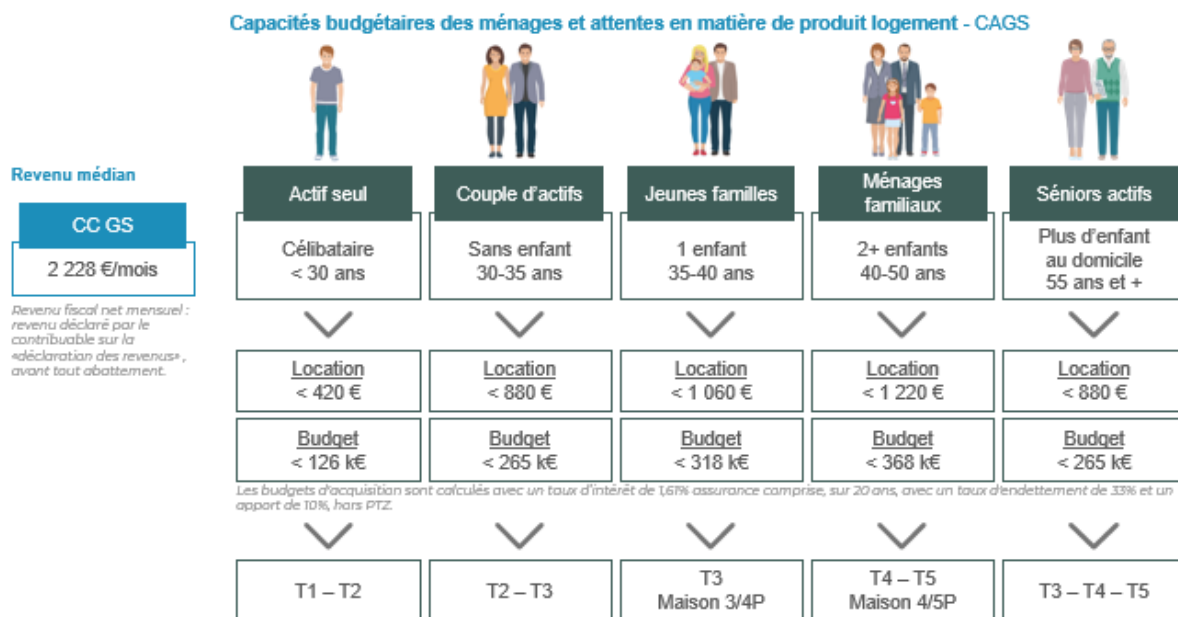 Capacités budgétaires des ménages et attentes en matière de produit logement - CAGS
Revenu médian
CC GS
2 228 €/mois
Revenu fiscal net mensuel :
revenu déclaré par le
contribuable sur la
«déclaration des revenus» ,
avant tout abattement.
Actif seul
Couple d'actifs
Jeunes familles
Ménages
familiaux
Séniors actifs
Célibataire
< 30 ans
Sans enfant
30-35 ans
1 enfant
35-40 ans
2+ enfants
40-50 ans
Plus d'enfant
au domicile
55 ans et +
Location
< 420 €
Location
< 880 €
Location
< 1 060 €
Location
< 1 220 €
Location
< 880 €
Budget
< 126 k€
Budget
< 265 k€
Budget
< 318 k€
Budget
< 368 k€
Budget
< 265 k€
Les budgets d'acquisition sont calculés avec un taux d'intérêt de 1,61% assurance comprise, sur 20 ans, avec un taux d'endettement de 33% et un
apport de 10%, hors PTZ.
T1 – T2
T2 – T3
T3
Maison 3/4P
T4 – T5
Maison 4/5P
T3 – T4 – T5